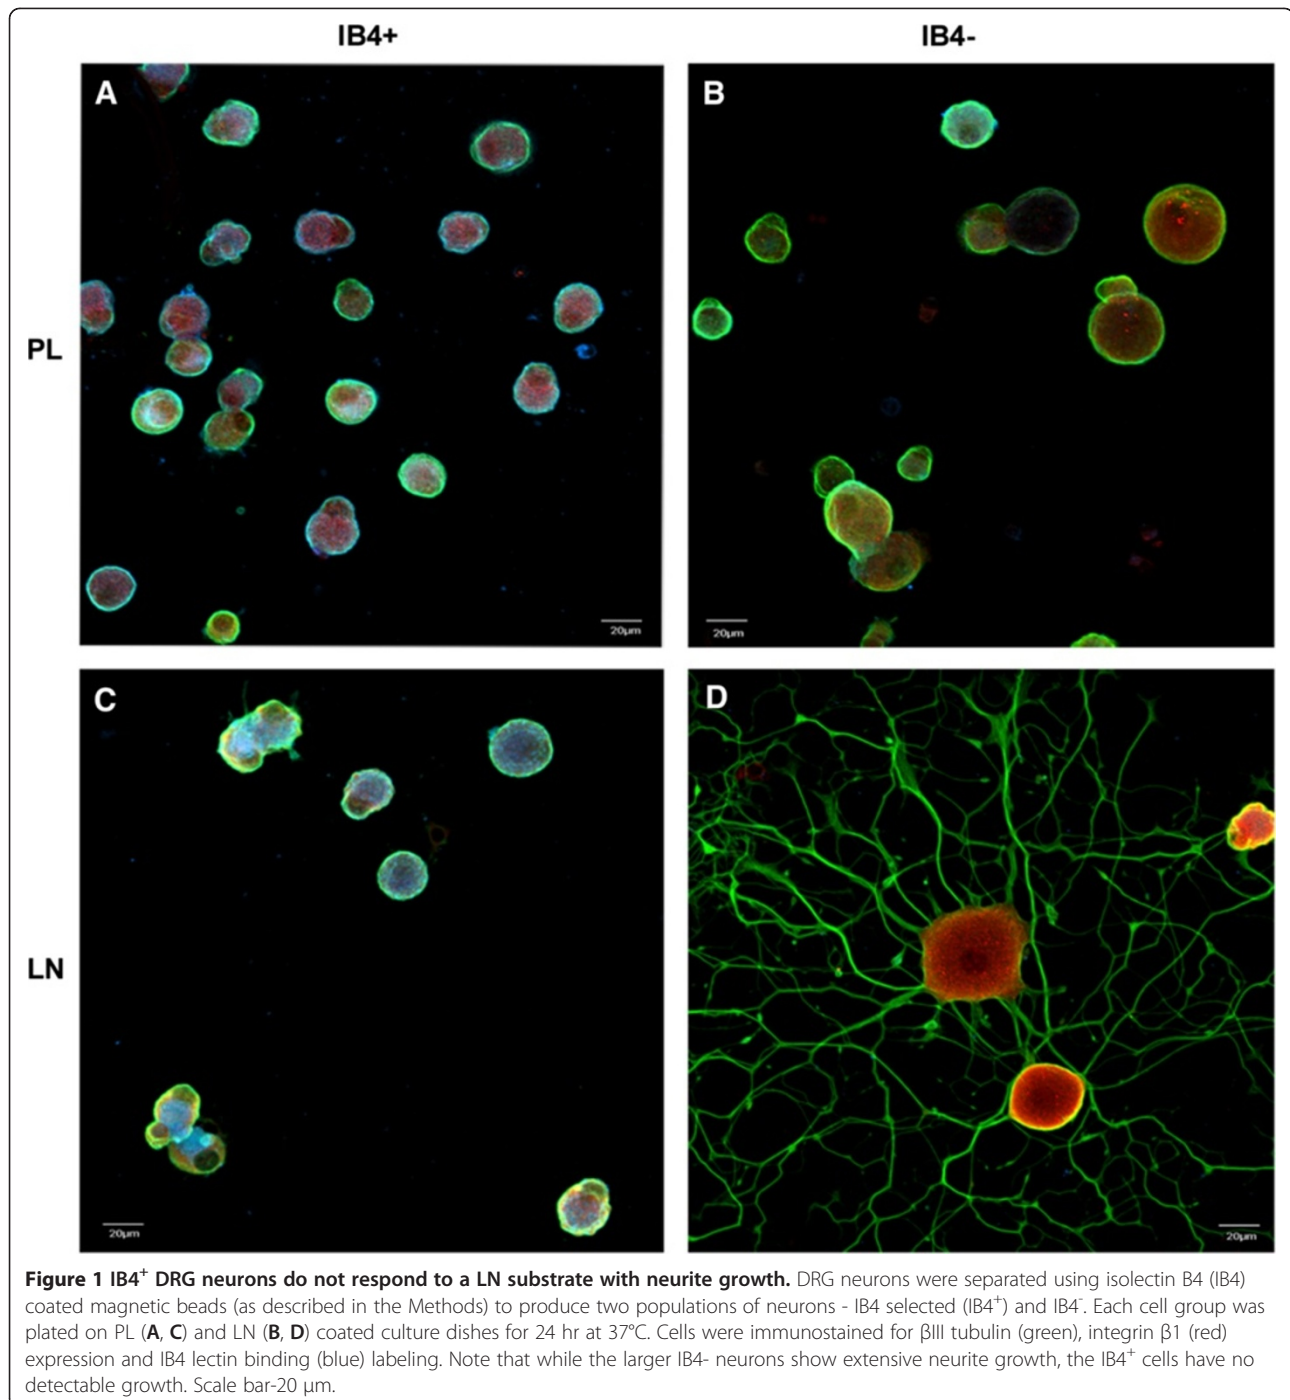 IB4+ IB4-
A B
PL
20µm 20µm
C D
LN
20µm 20µm
Figure 1 IB4⁺ DRG neurons do not respond to a LN substrate with neurite growth. DRG neurons were separated using isolectin B4 (IB4)
coated magnetic beads (as described in the Methods) to produce two populations of neurons - IB4 selected (IB4⁺) and IB4⁻. Each cell group was
plated on PL (A, C) and LN (B, D) coated culture dishes for 24 hr at 37°C. Cells were immunostained for βIII tubulin (green), integrin β1 (red)
expression and IB4 lectin binding (blue) labeling. Note that while the larger IB4- neurons show extensive neurite growth, the IB4⁺ cells have no
detectable growth. Scale bar-20 μm.